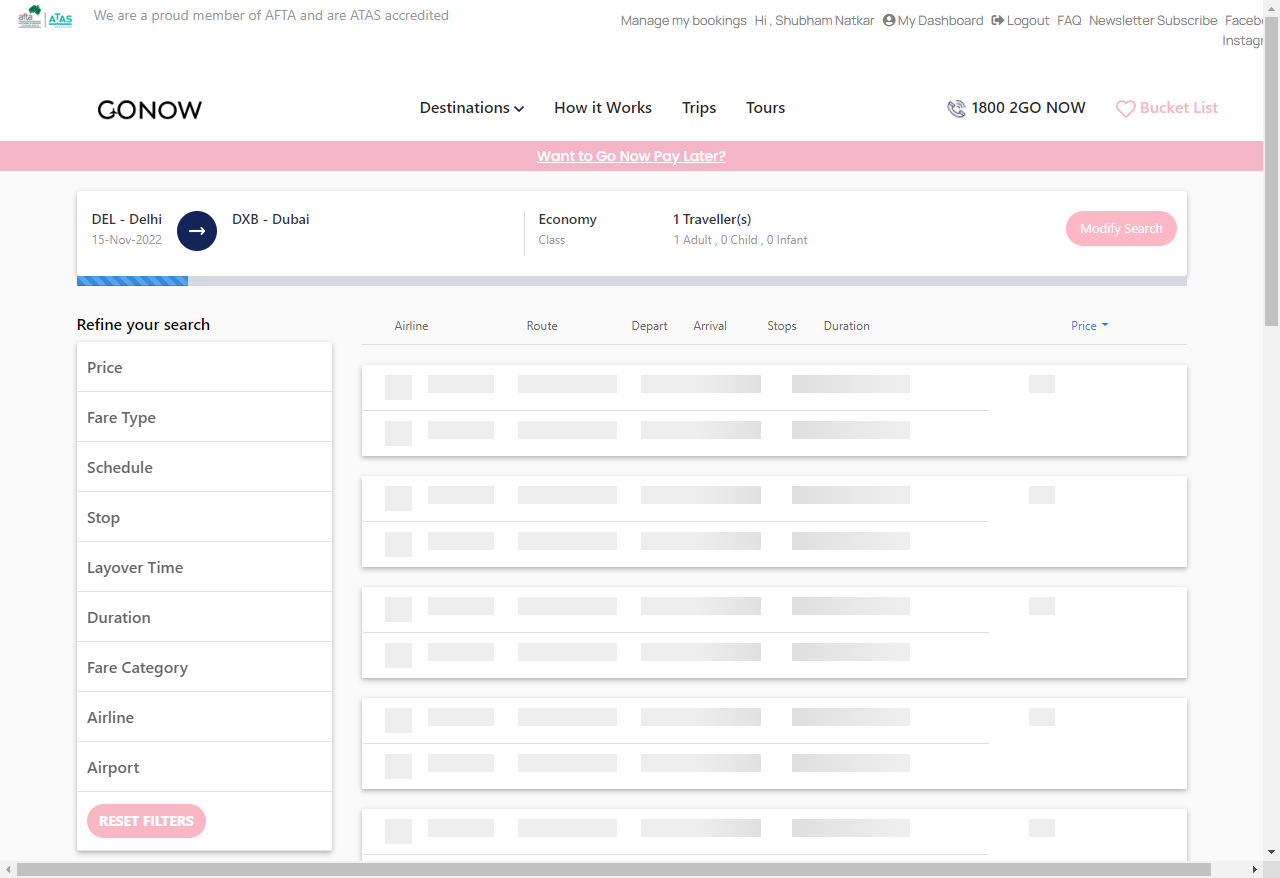 afta
ATAS
We are a proud member of AFTA and are ATAS accredited
Manage my bookings Hi , Shubham Natkar My Dashboard Logout FAQ Newsletter Subscribe Faceb
Instagr
GONOW
Destinations How it Works Trips Tours 1800 2GO NOW Bucket List
Want to Go Now Pay Later?
DEL - Delhi DXB - Dubai Economy 1 Traveller(s)
15-Nov-2022 Class 1 Adult , 0 Child , 0 Infant
Modify Search
Refine your search
Airline Route Depart Arrival Stops Duration Price
Price
Fare Type
Schedule
Stop
Layover Time
Duration
Fare Category
Airline
Airport
RESET FILTERS